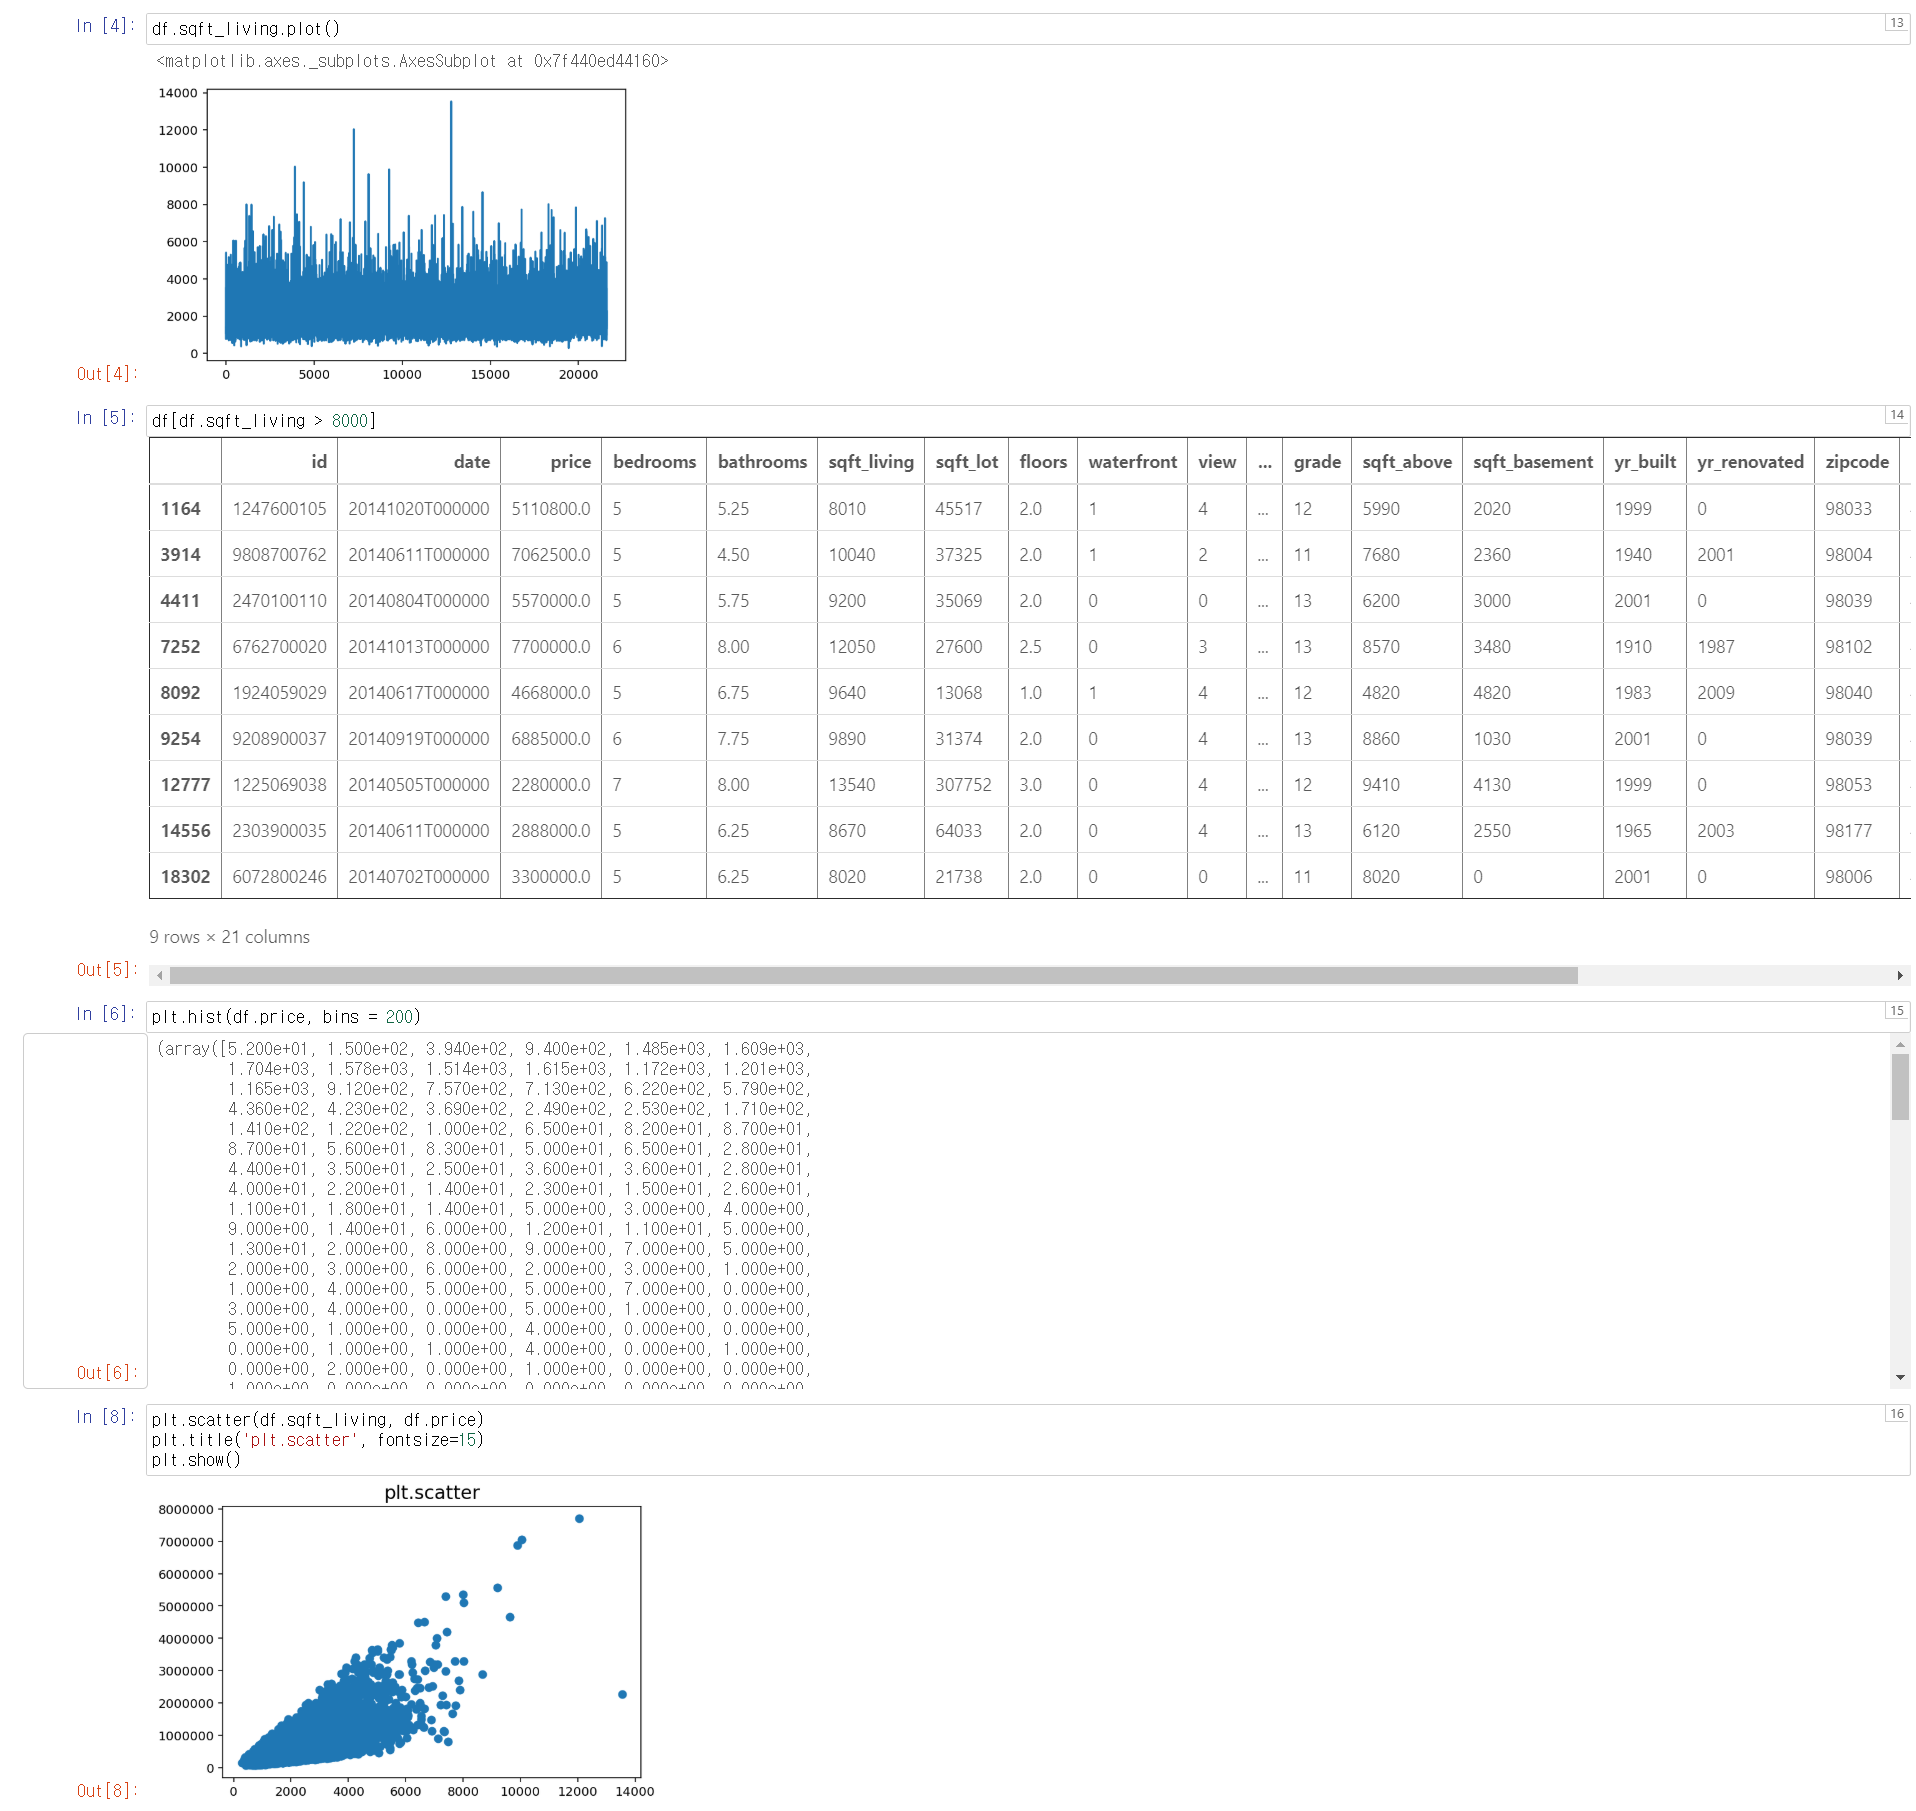 In [4]:
df.sqft_living.plot()
13
<matplotlib.axes._subplots.AxesSubplot at 0x7f440ed44160>
14000
12000
10000
8000
6000
4000
2000
0
0 5000 10000 15000 20000
Out[4]:
In [5]:
df[df.sqft_living > 8000]
14
id date price bedrooms bathrooms sqft_living sqft_lot floors waterfront view ... grade sqft_above sqft_basement yr_built yr_renovated zipcode
1164 1247600105 20141020T000000 5110800.0 5 5.25 8010 45517 2.0 1 4 ... 12 5990 2020 1999 0 98033
3914 9808700762 20140611T000000 7062500.0 5 4.50 10040 37325 2.0 1 2 ... 11 7680 2360 1940 2001 98004
4411 2470100110 20140804T000000 5570000.0 5 5.75 9200 35069 2.0 0 0 ... 13 6200 3000 2001 0 98039
7252 6762700020 20141013T000000 7700000.0 6 8.00 12050 27600 2.5 0 3 ... 13 8570 3480 1910 1987 98102
8092 1924059029 20140617T000000 4668000.0 5 6.75 9640 13068 1.0 1 4 ... 12 4820 4820 1983 2009 98040
9254 9208900037 20140919T000000 6885000.0 6 7.75 9890 31374 2.0 0 4 ... 13 8860 1030 2001 0 98039
12777 1225069038 20140505T000000 2280000.0 7 8.00 13540 307752 3.0 0 4 ... 12 9410 4130 1999 0 98053
14556 2303900035 20140611T000000 2888000.0 5 6.25 8670 64033 2.0 0 4 ... 13 6120 2550 1965 2003 98177
18302 6072800246 20140702T000000 3300000.0 5 6.25 8020 21738 2.0 0 0 ... 11 8020 0 2001 0 98006
9 rows × 21 columns
Out[5]:
In [6]:
plt.hist(df.price, bins = 200)
15
(array([5.200e+01, 1.500e+02, 3.940e+02, 9.400e+02, 1.485e+03, 1.609e+03,
1.704e+03, 1.578e+03, 1.514e+03, 1.615e+03, 1.172e+03, 1.201e+03,
1.165e+03, 9.120e+02, 7.570e+02, 7.130e+02, 6.220e+02, 5.790e+02,
4.360e+02, 4.230e+02, 3.690e+02, 2.490e+02, 2.530e+02, 1.710e+02,
1.410e+02, 1.220e+02, 1.000e+02, 6.500e+01, 8.200e+01, 8.700e+01,
8.700e+01, 5.600e+01, 8.300e+01, 5.000e+01, 6.500e+01, 2.800e+01,
4.400e+01, 3.500e+01, 2.500e+01, 3.600e+01, 3.600e+01, 2.800e+01,
4.000e+01, 2.200e+01, 1.400e+01, 2.300e+01, 1.500e+01, 2.600e+01,
1.100e+01, 1.800e+01, 1.400e+01, 5.000e+00, 3.000e+00, 4.000e+00,
9.000e+00, 1.400e+01, 6.000e+00, 1.200e+01, 1.100e+01, 5.000e+00,
1.300e+01, 2.000e+00, 8.000e+00, 9.000e+00, 7.000e+00, 5.000e+00,
2.000e+00, 3.000e+00, 6.000e+00, 2.000e+00, 3.000e+00, 1.000e+00,
1.000e+00, 4.000e+00, 5.000e+00, 5.000e+00, 7.000e+00, 0.000e+00,
3.000e+00, 4.000e+00, 0.000e+00, 5.000e+00, 1.000e+00, 0.000e+00,
5.000e+00, 1.000e+00, 0.000e+00, 4.000e+00, 0.000e+00, 0.000e+00,
0.000e+00, 1.000e+00, 1.000e+00, 4.000e+00, 0.000e+00, 1.000e+00,
0.000e+00, 2.000e+00, 0.000e+00, 1.000e+00, 0.000e+00, 0.000e+00,
1.000e+00, 0.000e+00, 0.000e+00, 0.000e+00, 0.000e+00, 0.000e+00,
Out[6]:
In [8]:
plt.scatter(df.sqft_living, df.price)
plt.title('plt.scatter', fontsize=15)
plt.show()
16
plt.scatter
8000000
7000000
6000000
5000000
4000000
3000000
2000000
1000000
0
0 2000 4000 6000 8000 10000 12000 14000
Out[8]: